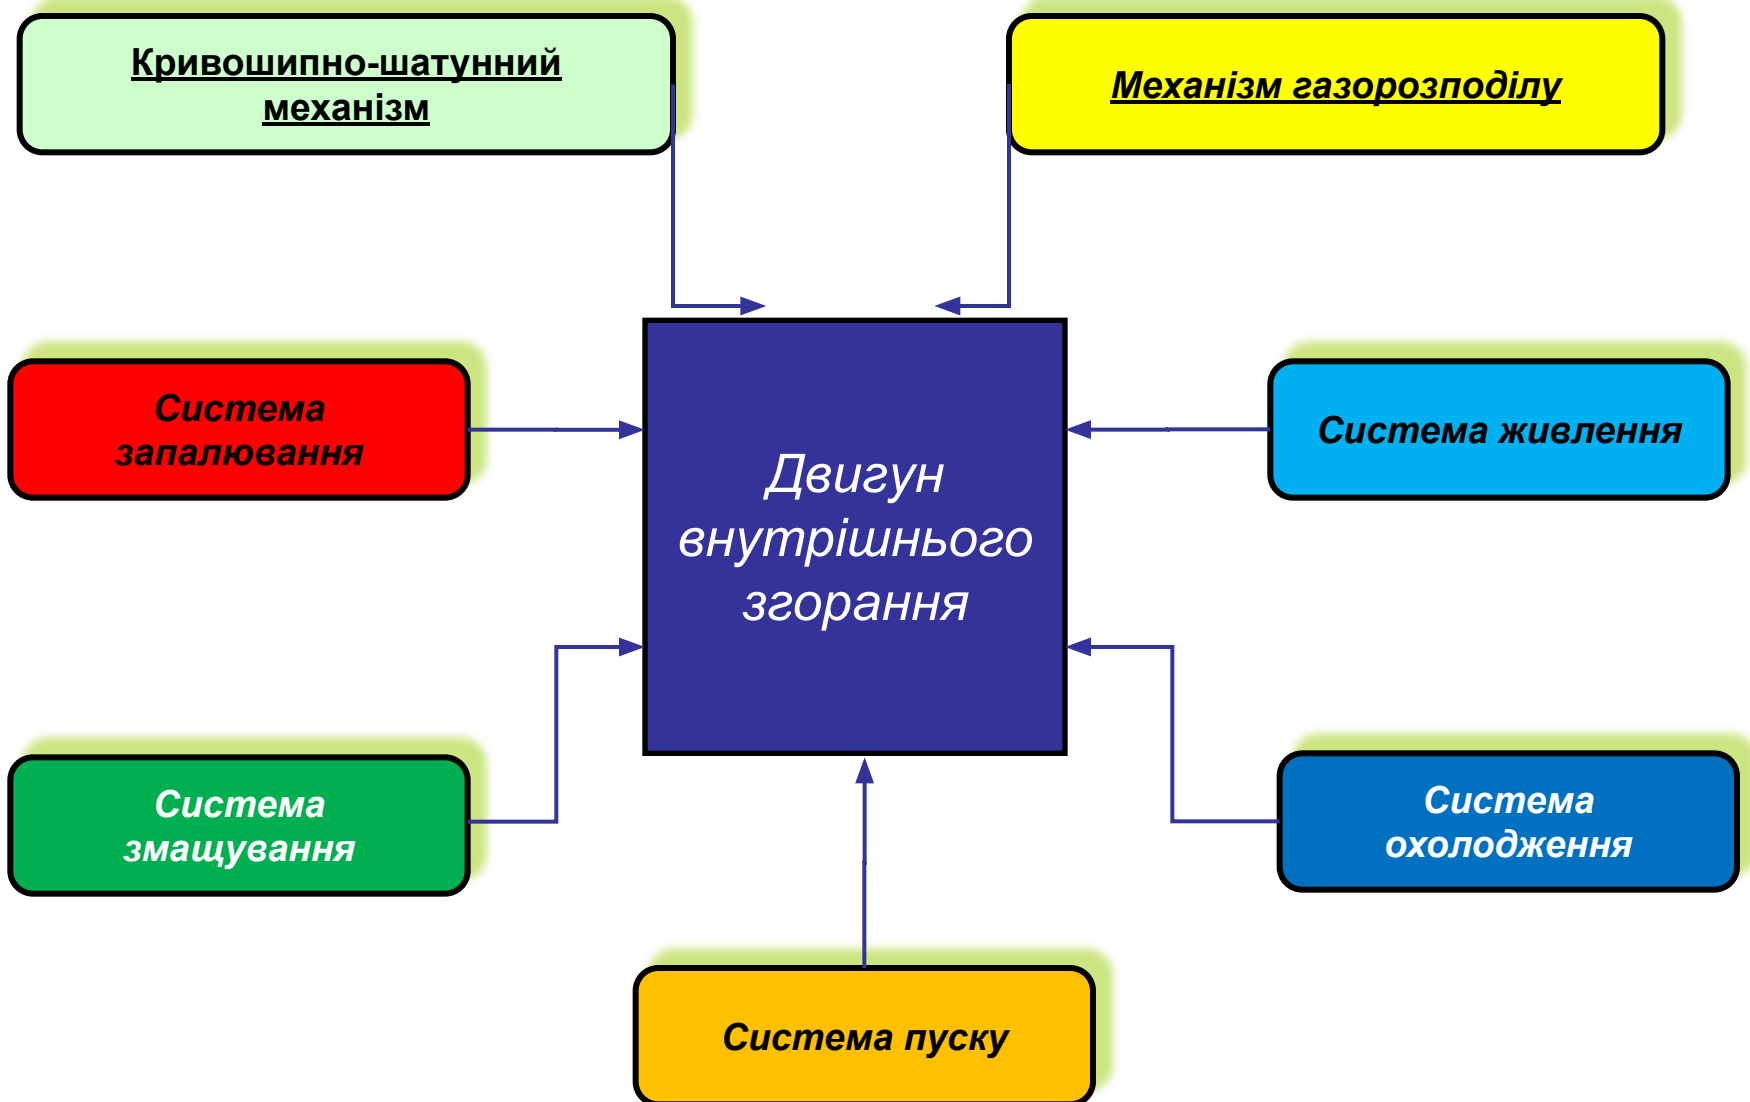 Кривошипно-шатунний
механізм
Механізм газорозподілу
Система
запалювання
Двигун
внутрішнього
згорання
Система живлення
Система
змащування
Система
охолодження
Система пуску